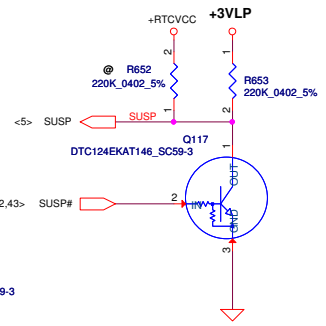 +RTCVCC
+3VLP
2
1
@
R652
220K_0402_5%
R653
220K_0402_5%
1
2
<5>
SUSP
SUSP
Q117
DTC124EKAT146_SC59-3
1
OUT
2,43>
SUSP#
2
IN
GND
3
9-3